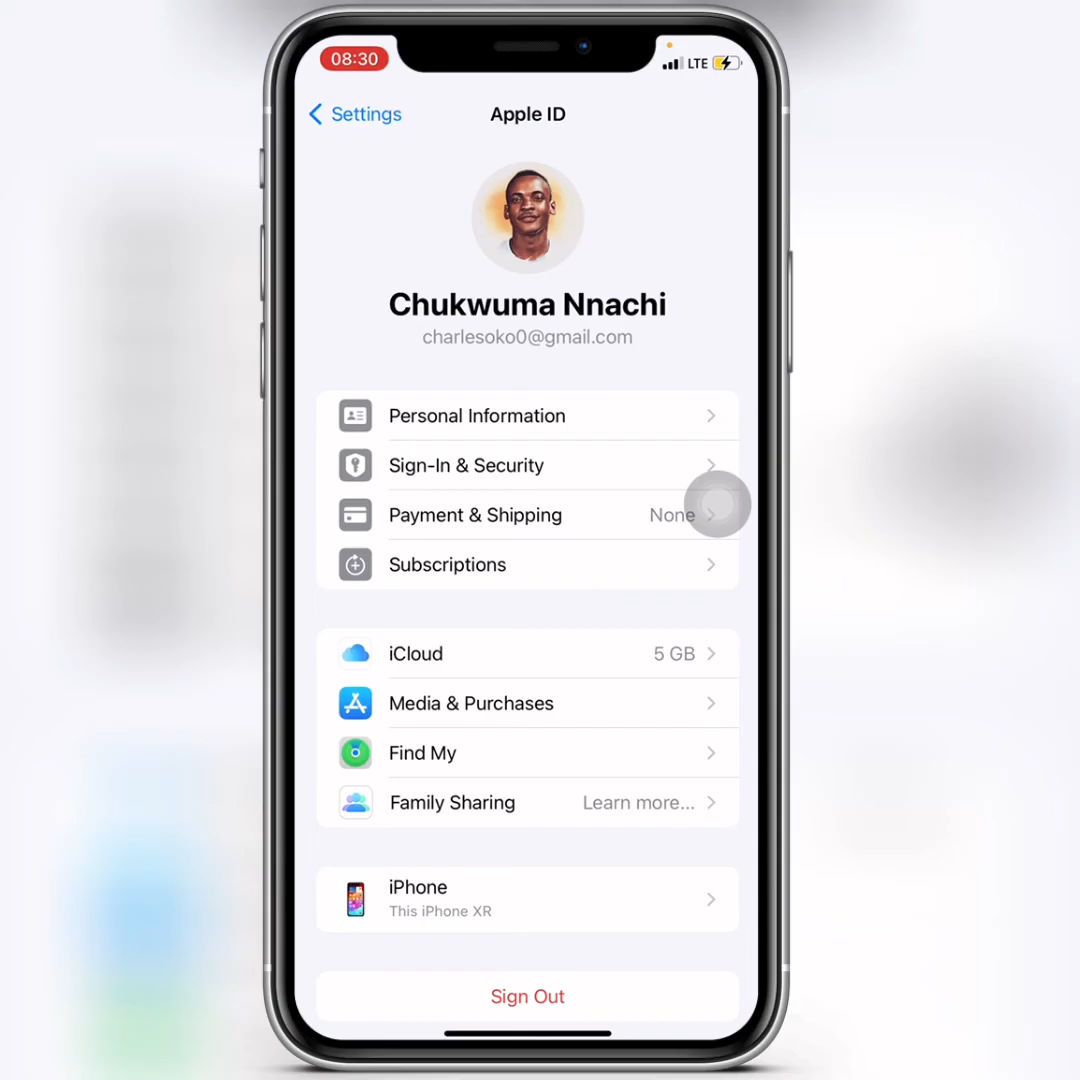 08:30
LTE
Settings
Apple ID
Chukwuma Nnachi
charlesoko0@gmail.com
Personal Information
Sign-In & Security
Payment & Shipping None
Subscriptions
iCloud 5 GB
Media & Purchases
Find My
Family Sharing Learn more...
iPhone
This iPhone XR
Sign Out